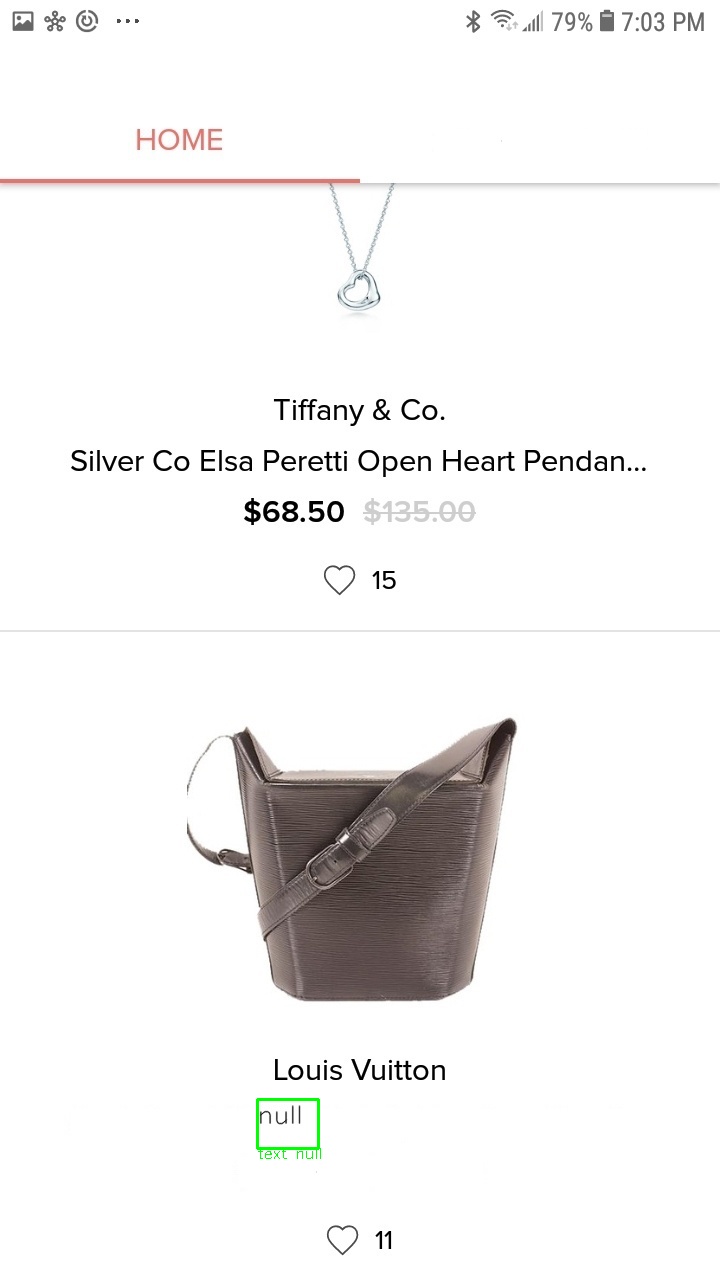 79% 7:03 PM
HOME
Tiffany & Co.
Silver Co Elsa Peretti Open Heart Pendan...
$68.50 $135.00
15
Louis Vuitton
null
text null
11